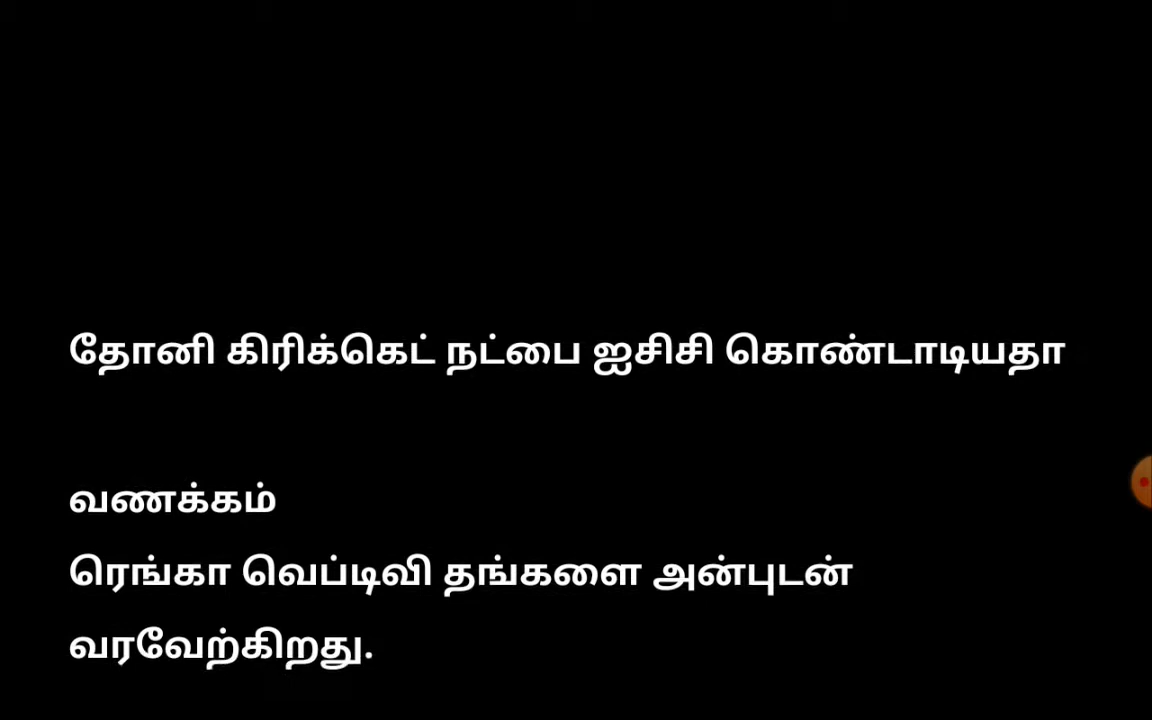 தோனி கிரிக்கெட் நட்பை ஐசிசி கொண்டாடியதா
வணக்கம்
ரெங்கா வெப்டிவி தங்களை அன்புடன்
வரவேற்கிறது.